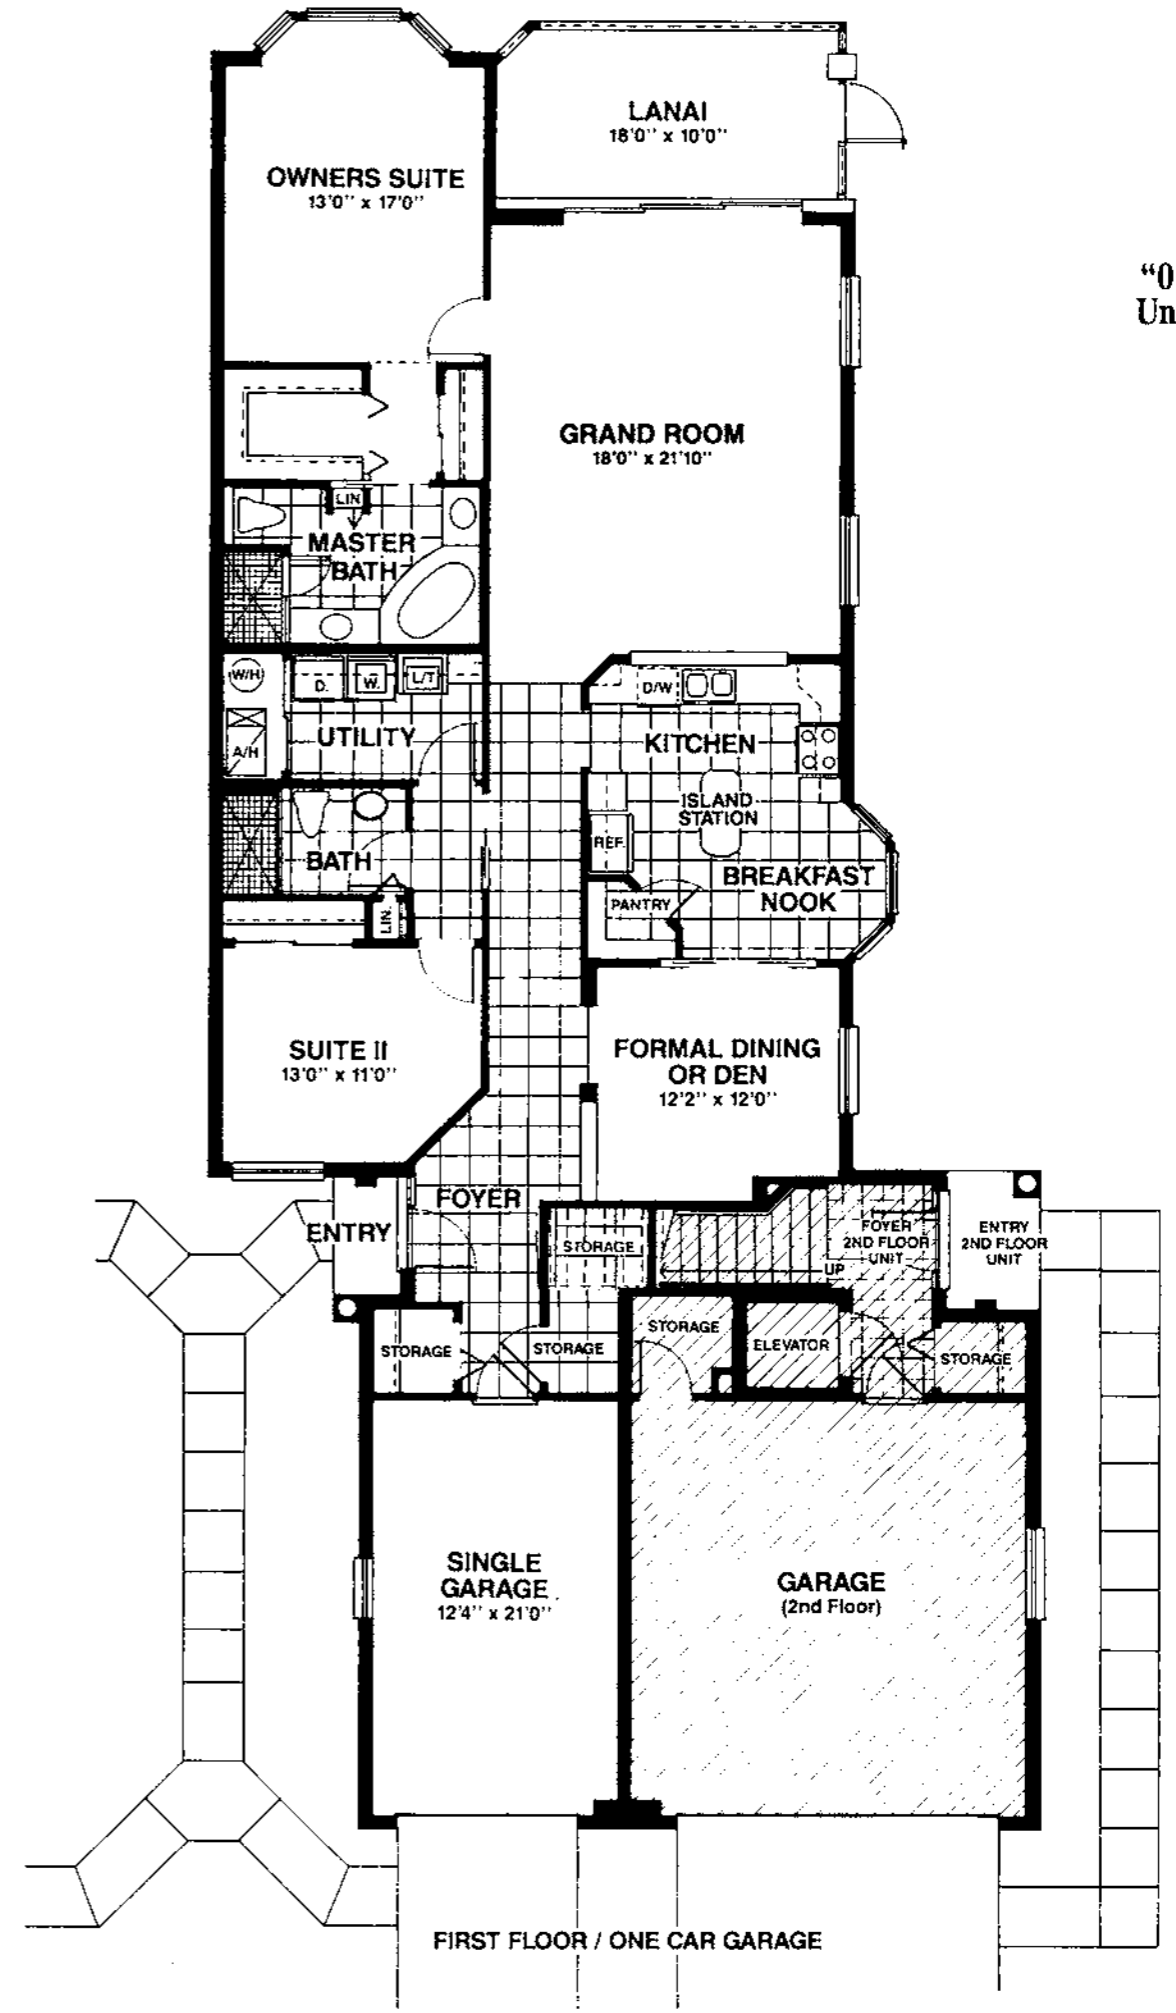 LANAI
18'0" x 10'0"
OWNERS SUITE
13'0" x 17'0"
“0
Un
GRAND ROOM
18'0" x 21'10"
LIN
MASTER
BATH
W/H
D.
W.
L/T
D/W
A/H
UTILITY
KITCHEN
ISLAND
STATION
REF.
BATH
BREAKFAST
NOOK
PANTRY
LIN.
SUITE II
13'0" x 11'0"
FORMAL DINING
OR DEN
12'2" x 12'0"
FOYER
ENTRY
STORAGE
FOYER
2ND FLOOR
UNIT
ENTRY
2ND FLOOR
UNIT
UP
STORAGE
STORAGE
STORAGE
ELEVATOR
STORAGE
SINGLE
GARAGE
12'4" x 21'0"
GARAGE
(2nd Floor)
FIRST FLOOR / ONE CAR GARAGE